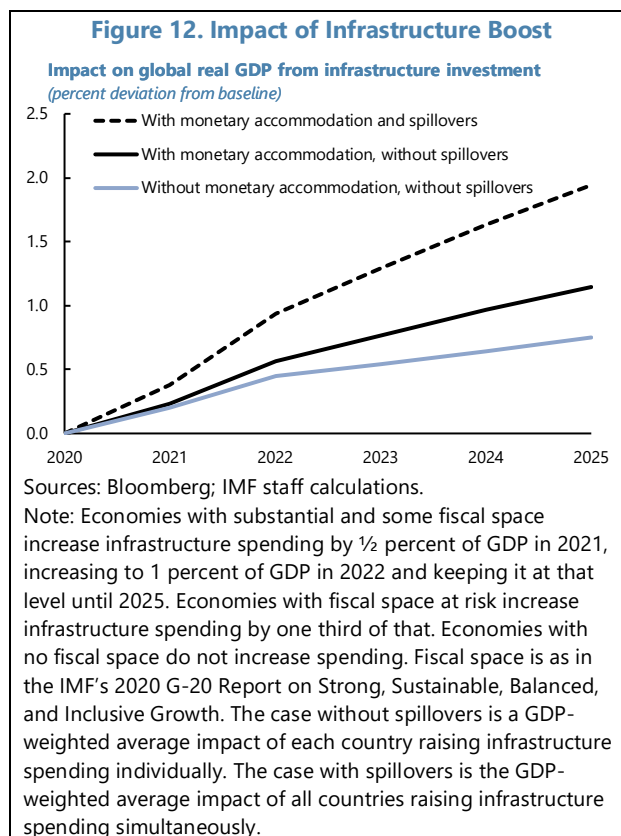 Figure 12. Impact of Infrastructure Boost
Impact on global real GDP from infrastructure investment
(percent deviation from baseline)
2.5
With monetary accommodation and spillovers
With monetary accommodation, without spillovers
2.0
Without monetary accommodation, without spillovers
1.5
1.0
0.5
0.0
2020 2021 2022 2023 2024 2025
Sources: Bloomberg; IMF staff calculations.
Note: Economies with substantial and some fiscal space
increase infrastructure spending by ½ percent of GDP in 2021,
increasing to 1 percent of GDP in 2022 and keeping it at that
level until 2025. Economies with fiscal space at risk increase
infrastructure spending by one third of that. Economies with
no fiscal space do not increase spending. Fiscal space is as in
the IMF's 2020 G-20 Report on Strong, Sustainable, Balanced,
and Inclusive Growth. The case without spillovers is a GDP-
weighted average impact of each country raising infrastructure
spending individually. The case with spillovers is the GDP-
weighted average impact of all countries raising infrastructure
spending simultaneously.